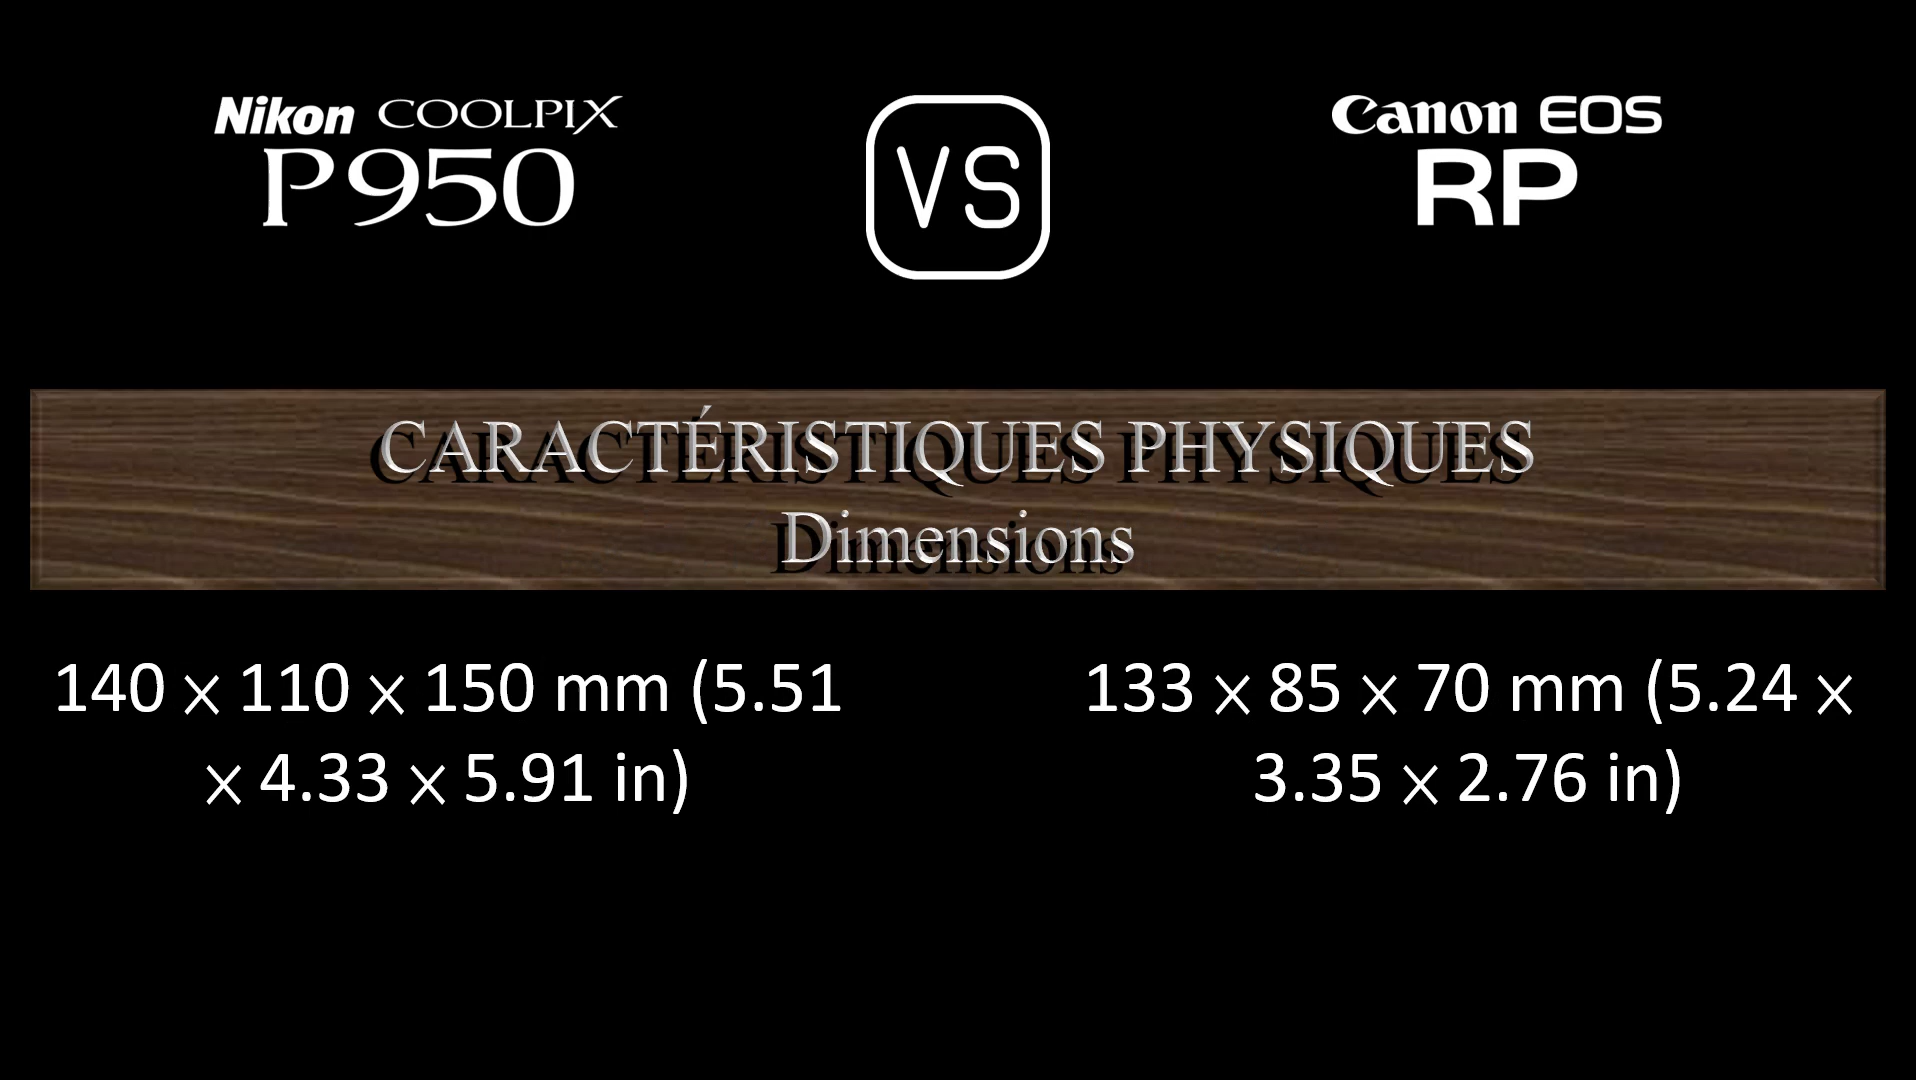 Nikon COOLPIX
P950
VS
Canon EOS
RP
CARACTÉRISTIQUES PHYSIQUES
Dimensions
140 x 110 x 150 mm (5.51
x 4.33 x 5.91 in)
133 x 85 x 70 mm (5.24 x
3.35 x 2.76 in)